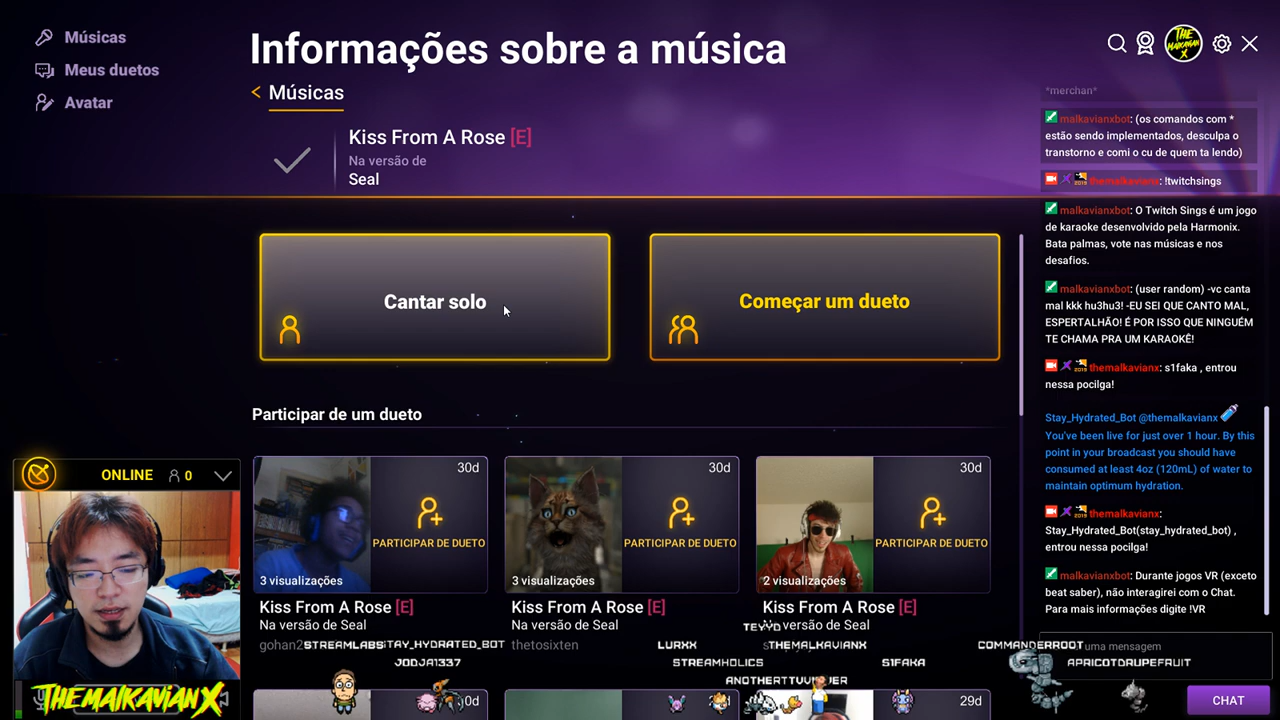 Músicas
Meus duetos
Avatar
Informações sobre a música
Músicas
Kiss From A Rose [E]
Na versão de
Seal
Cantar solo
Começar um dueto
Participar de um dueto
30d
PARTICIPAR DE DUETO
3 visualizações
Kiss From A Rose [E]
Na versão de Seal
30d
PARTICIPAR DE DUETO
3 visualizações
Kiss From A Rose [E]
Na versão de Seal
thetosixten
30d
PARTICIPAR DE DUETO
2 visualizações
Kiss From A Rose [E]
Na versão de Seal
29d
ONLINE 0
THEMALKAVIANX
THE
MALKAVIAN
X
*merchan*
malkavianxbot: (os comandos com *
estão sendo implementados, desculpa o
transtorno e comi o cu de quem ta lendo)
themalkavianx: !twitchsings
malkavianxbot: O Twitch Sings é um jogo
de karaoke desenvolvido pela Harmonix.
Bata palmas, vote nas músicas e nos
desafios.
malkavianxbot: (user random) -vc canta
mal kkk hu3hu3! -EU SEI QUE CANTO MAL,
ESPERTALHÃO! É POR ISSO QUE NINGUÉM
TE CHAMA PRA UM KARAOKÊ!
themalkavianx: s1faka , entrou
nessa pocilga!
Stay_Hydrated_Bot @themalkavianx
You've been live for just over 1 hour. By this
point in your broadcast you should have
consumed at least 4oz (120mL) of water to
maintain optimum hydration.
themalkavianx:
Stay_Hydrated_Bot(stay_hydrated_bot) ,
entrou nessa pocilga!
malkavianxbot: Durante jogos VR (exceto
beat saber), não interagirei com o Chat.
Para mais informações digite !VR
uma mensagem
CHAT
STREAMLABS
STAY_HYDRATED_BOT
JODJA1337
LURXX
STREAMHOLICS
THEMALKAVIANX
S1FAKA
COMMANDERROOT
APRICOTDRUPEFRUIT